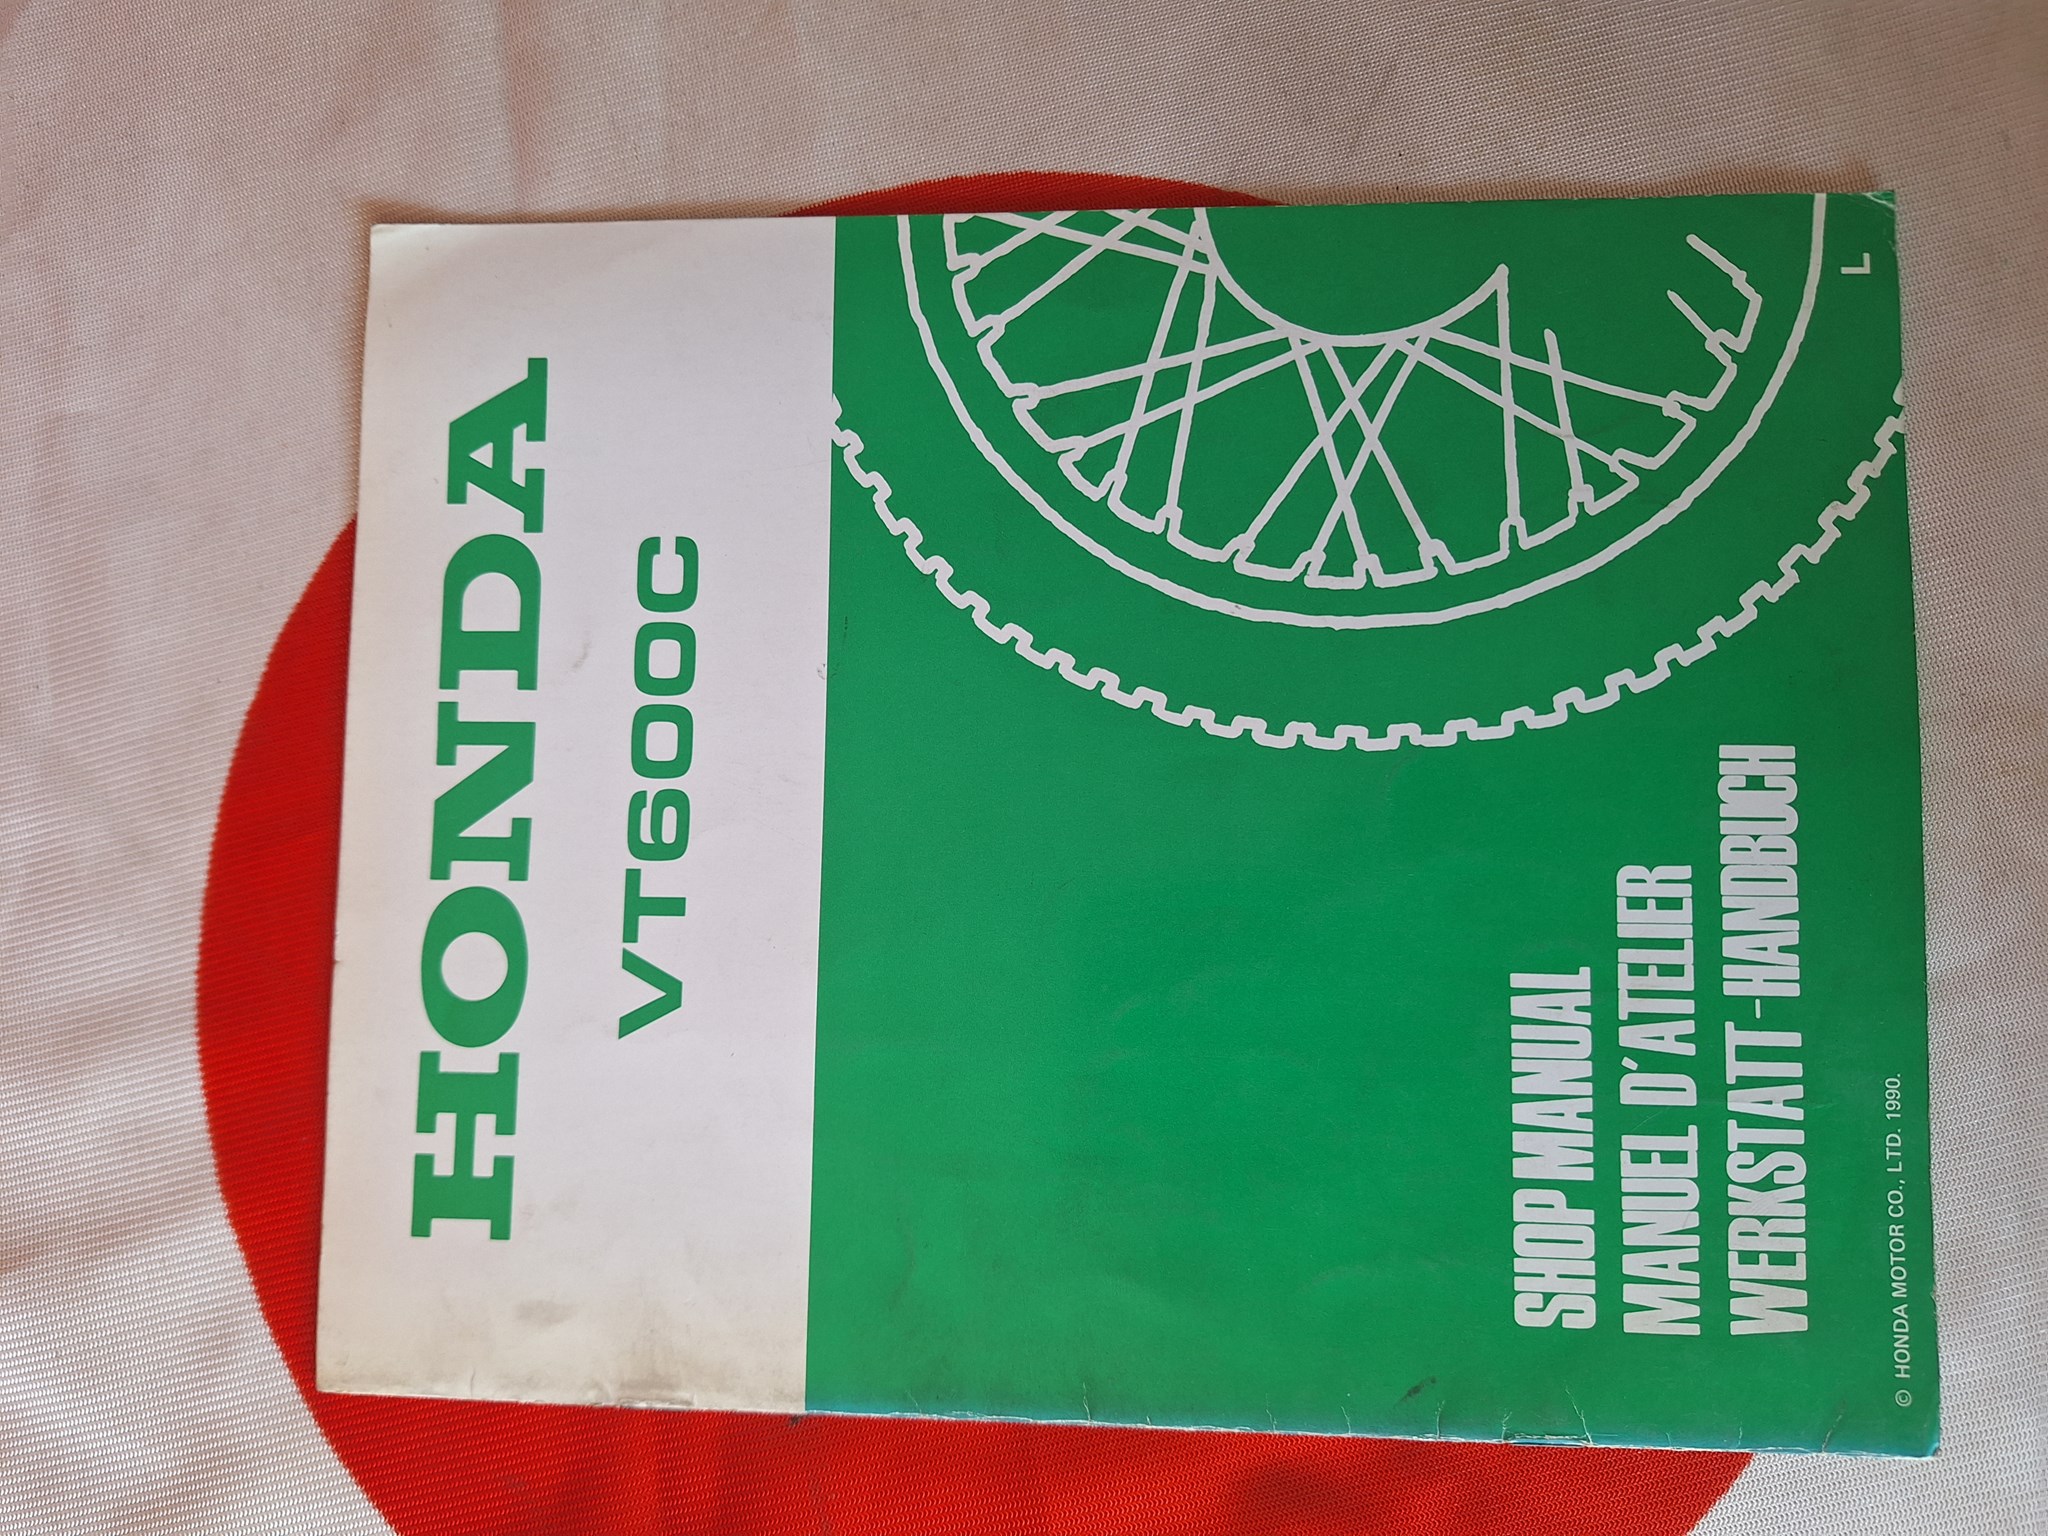 HONDA
VT600C
SHOP MANUAL
MANUEL D'ATELIER
WERKSTATT-HANDBUCH
© HONDA MOTOR CO., LTD. 1990.
L